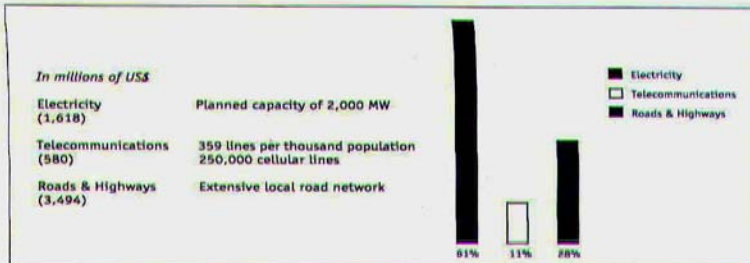 In millions of US$
Electricity Planned capacity of 2,000 MW
(1,618)
Telecommunications 359 lines per thousand population
(580) 250,000 cellular lines
Roads & Highways Extensive local road network
(3,494)
Electricity
Telecommunications
Roads & Highways
61% 11% 28%